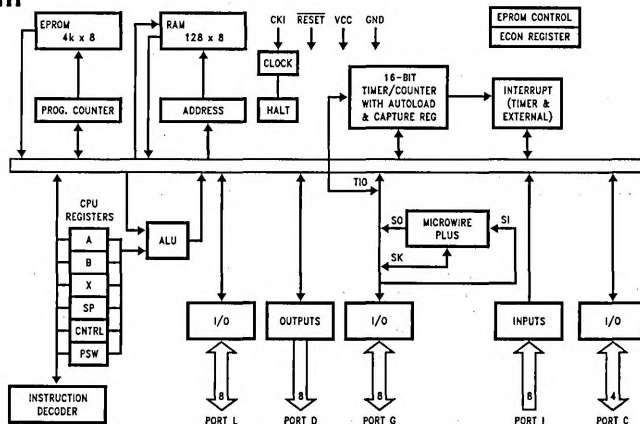 EPROM
4k x 8
RAM
128 x 8
CKI
RESET
VCC
GND
EPROM CONTROL
ECON REGISTER
CLOCK
HALT
16-BIT
TIMER/COUNTER
WITH AUTOLOAD
& CAPTURE REG
INTERRUPT
(TIMER &
EXTERNAL)
PROG. COUNTER
ADDRESS
TIO
CPU
REGISTERS
A
B
X
SP
CNTRL
PSW
ALU
SO
MICROWIRE
PLUS
SI
SK
I/O
OUTPUTS
I/O
INPUTS
I/O
INSTRUCTION
DECODER
8
8
8
8
4
PORT L
PORT D
PORT G
PORT I
PORT C